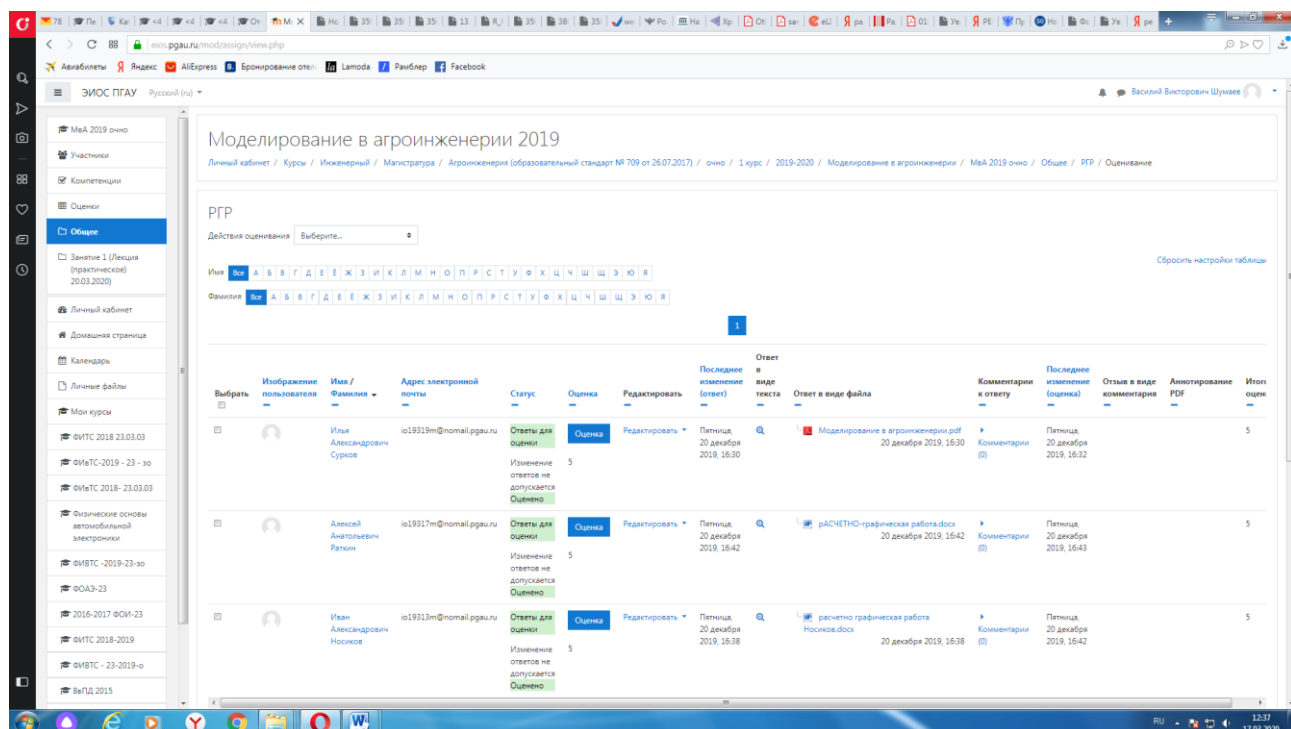 eios.pgau.ru/mod/assign/view.php
Авиабилеты Яндекс AliExpress Lamoda Рамблер Facebook
ЭИОС ПГАУ Русский (ru)
Василий Викторович Шумаев
МвА 2019 очно
Участники
Компетенции
Оценки
Общее
Занятие 1 (Лекция
(практическое)
20.03.2020)
Личный кабинет
Домашняя страница
Календарь
Личные файлы
Мои курсы
ФИТС 2018 23.03.03
ФИвТС-2019 - 23 - зо
ФИвТС 2018- 23.03.03
Физические основы
автомобильной
электроники
ФИВТС -2019-23-зо
ФОАЭ-23
2016-2017 ФОИ-23
ФИТС 2018-2019
ФИВТС - 23-2019-о
ВвПД 2015
Моделирование в агроинженерии 2019
Личный кабинет / Курсы / Инженерный / Магистратура / Агроинженерия (образовательный стандарт № 709 от 26.07.2017) / очно / 1 курс / 2019-2020 / Моделирование в агроинженерии / МвА 2019 очно / Общее / РГР / Оценивание
РГР
Действия оценивания Выберите...
Сбросить настройки таблицы
Имя Все А Б В Г Д Е Ё Ж З И К Л М Н О П Р С Т У Ф Х Ц Ч Ш Щ Э Ю Я
Фамилия Все А Б В Г Д Е Ё Ж З И К Л М Н О П Р С Т У Ф Х Ц Ч Ш Щ Э Ю Я
1
Выбрать
Изображение
пользователя
Имя /
Фамилия
Адрес электронной
почты
Статус
Оценка
Редактировать
Последнее
изменение
(ответ)
Ответ
в
виде
текста
Ответ в виде файла
Комментарии
к ответу
Последнее
изменение
(оценка)
Отзыв в виде
комментария
Аннотирование
PDF
Итого
оцен
Илья
Александрович
Сурков
io19319m@nomail.pgau.ru
Ответы для
оценки
Изменение
ответов не
допускается
Оценено
Оценка
5
Редактировать
Пятница,
20 декабря
2019, 16:30
Моделирование в агроинженерии.pdf
20 декабря 2019, 16:30
Комментарии
(0)
Пятница,
20 декабря
2019, 16:32
5
Алексей
Анатольевич
Раткин
io19317m@nomail.pgau.ru
Ответы для
оценки
Изменение
ответов не
допускается
Оценено
Оценка
5
Редактировать
Пятница,
20 декабря
2019, 16:42
рАСЧЕТНО-графическая работа.docx
20 декабря 2019, 16:42
Комментарии
(0)
Пятница,
20 декабря
2019, 16:43
5
Иван
Александрович
Носиков
io19313m@nomail.pgau.ru
Ответы для
оценки
Изменение
ответов не
допускается
Оценено
Оценка
5
Редактировать
Пятница,
20 декабря
2019, 16:38
расчетно графическая работа
Носиков.docx
20 декабря 2019, 16:38
Комментарии
(0)
Пятница,
20 декабря
2019, 16:42
5
RU
12:37